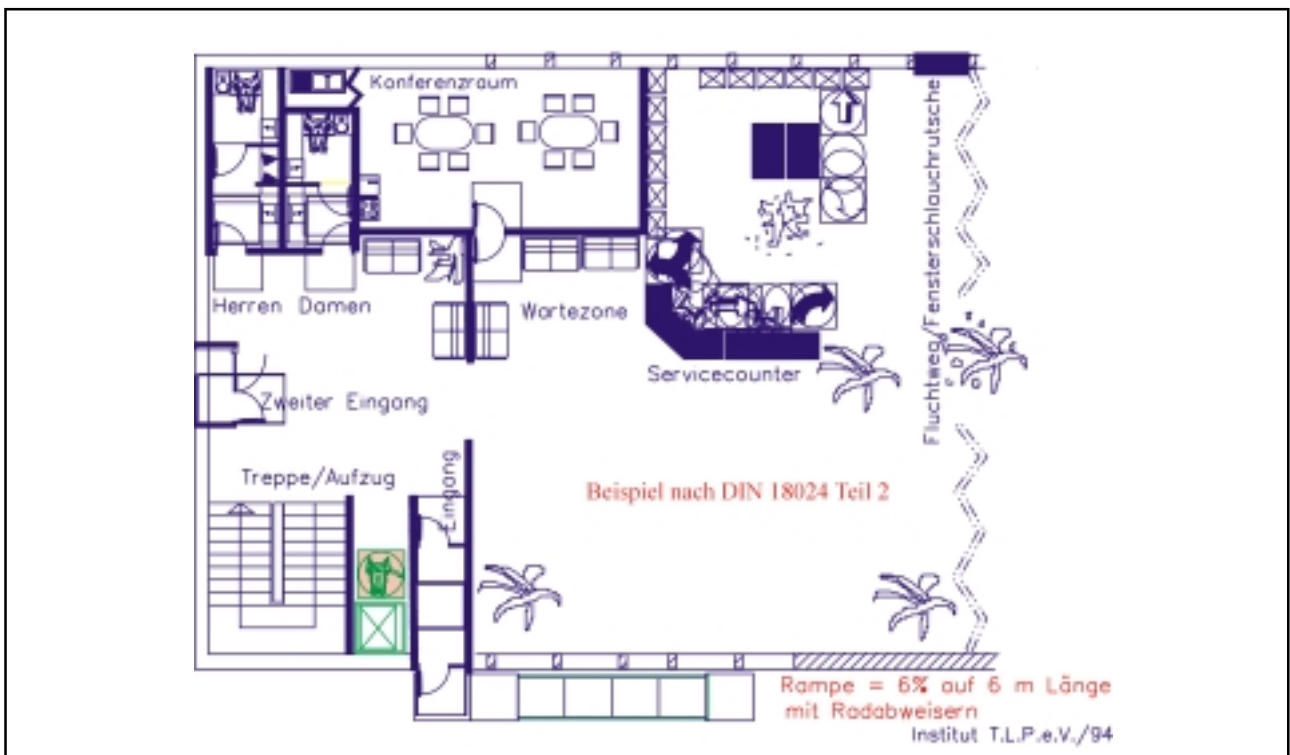 Konferenzraum
Herren Damen
Wartezone
Servicecounter
Fluchtweg/Fensterschlauchrutsche
Zweiter Eingang
Treppe/Aufzug
Eingang
Beispiel nach DIN 18024 Teil 2
Rampe = 6% auf 6 m Länge
mit Radabweisern
Institut T.L.P.e.V./94